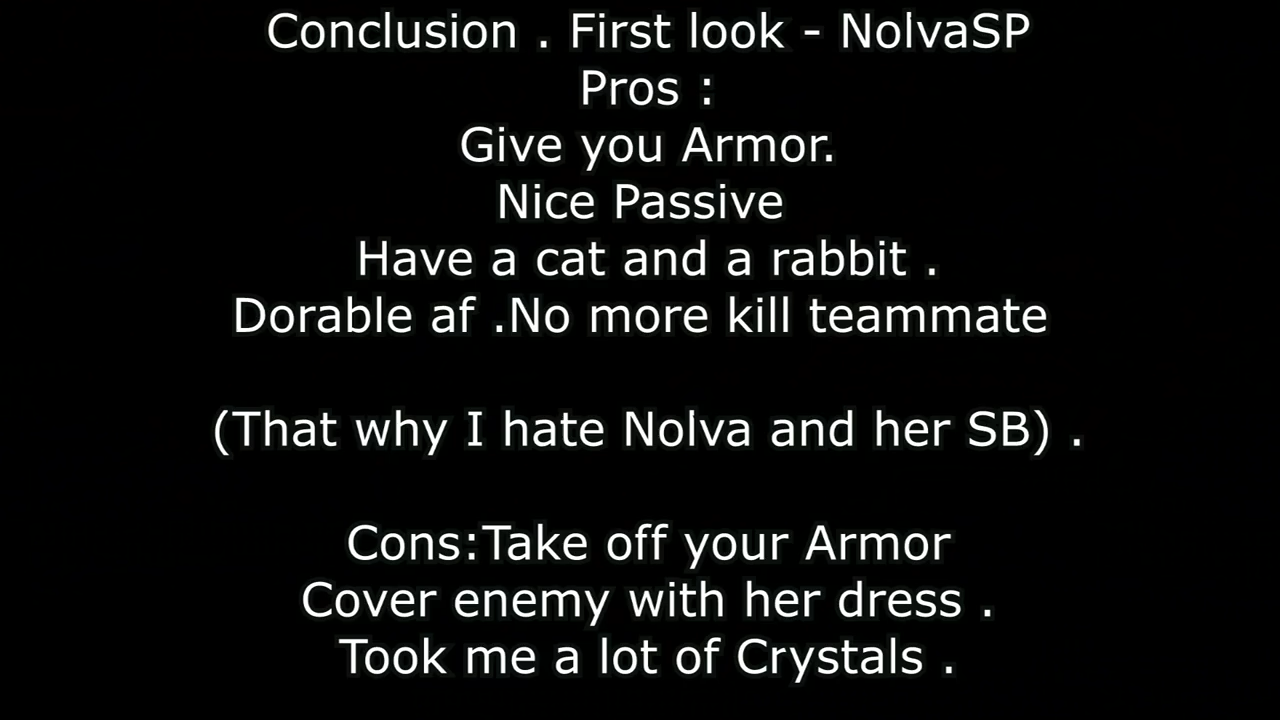 Conclusion . First look - NolvaSP
Pros :
Give you Armor.
Nice Passive
Have a cat and a rabbit .
Dorable af .No more kill teammate
(That why I hate Nolva and her SB) .
Cons:Take off your Armor
Cover enemy with her dress .
Took me a lot of Crystals .